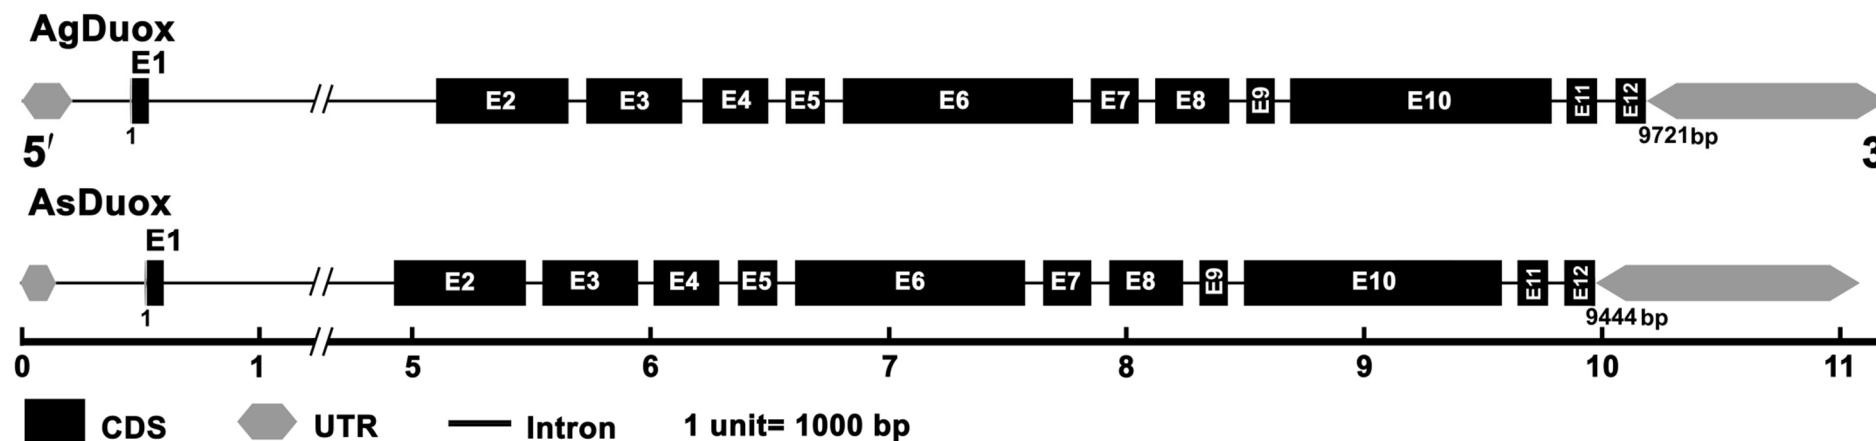 AgDuox
E1
E2 E3 E4 E5 E6 E7 E8 E9 E10 E11 E12
1
9721bp
5′
3
AsDuox
E1
E2 E3 E4 E5 E6 E7 E8 E9 E10 E11 E12
1
9444bp
0 1 5 6 7 8 9 10 11
CDS UTR Intron 1 unit= 1000 bp